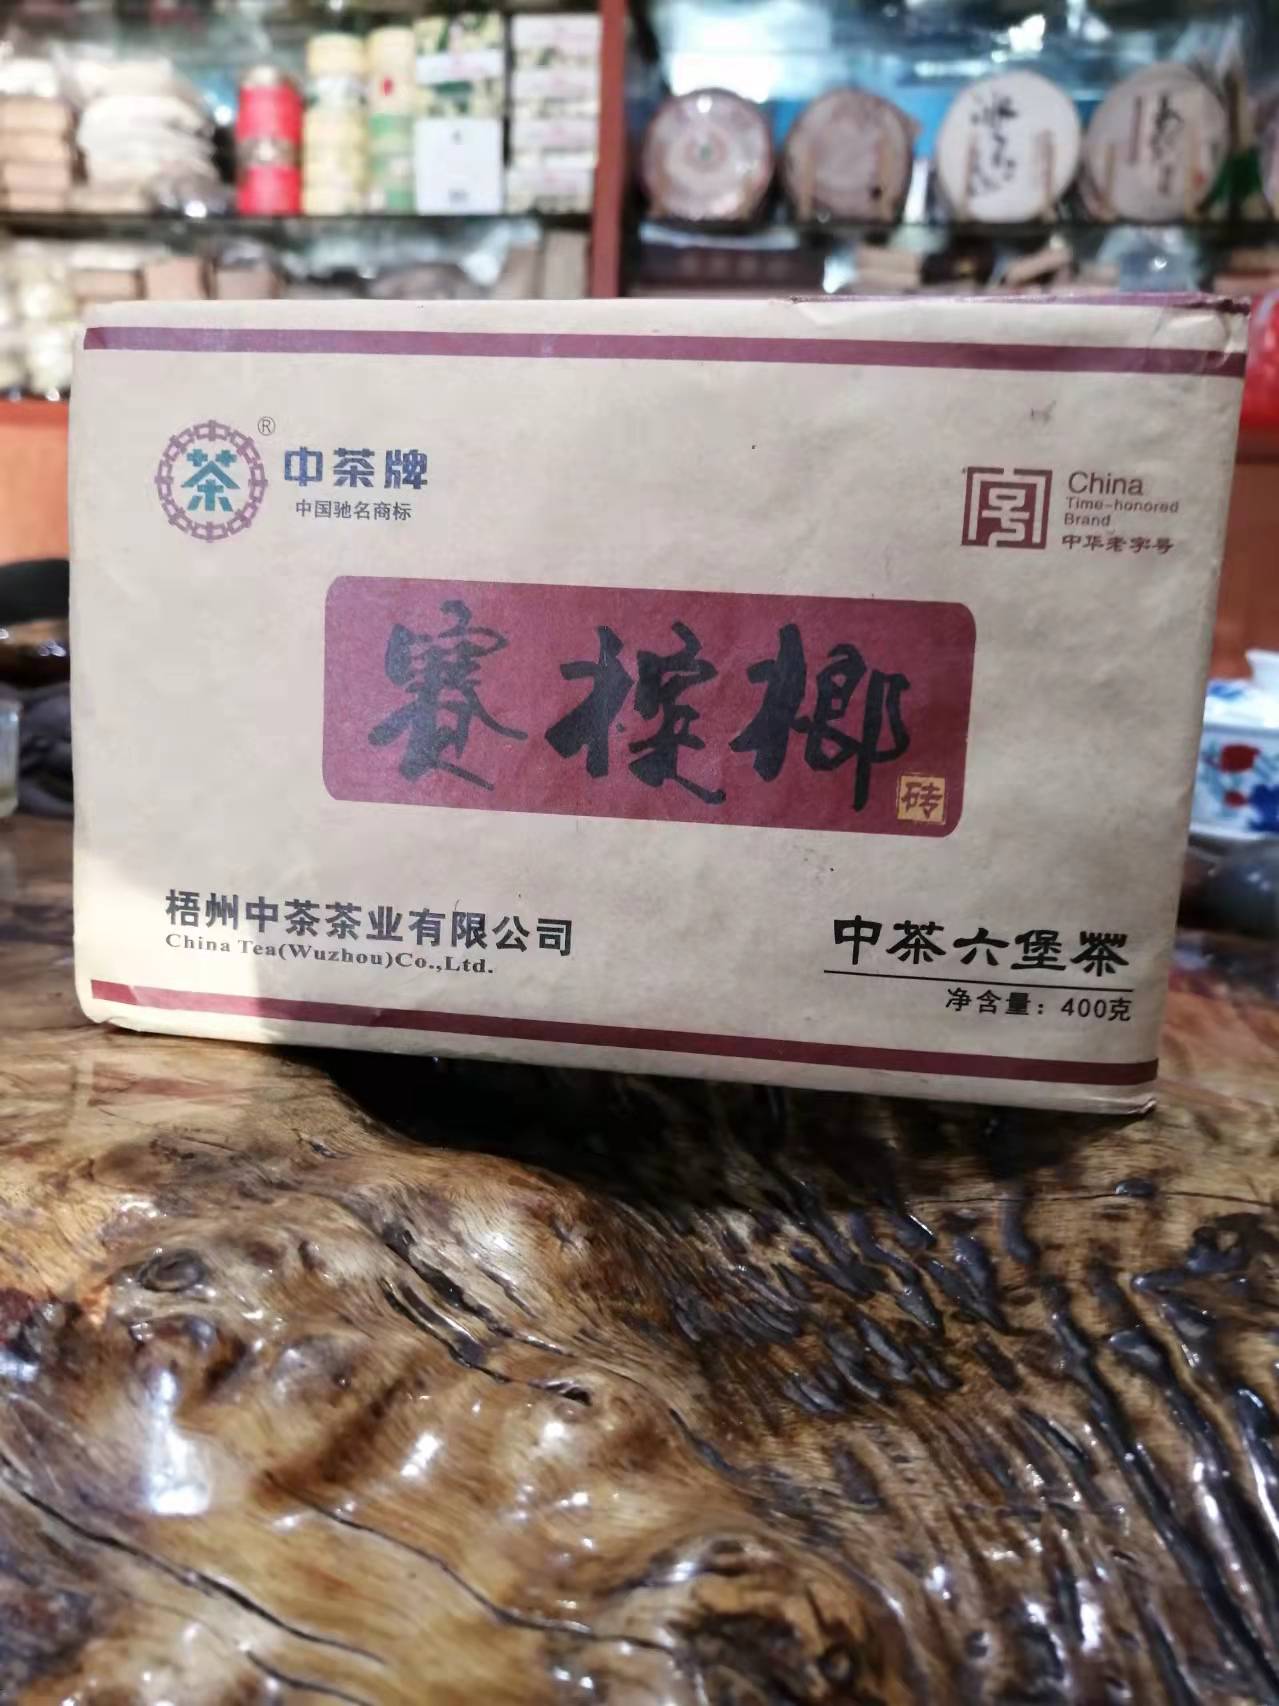 茶
®
中茶牌
中国驰名商标
China
Time-honored
Brand
中华老字号
赛槟榔
砖
梧州中茶茶业有限公司
China Tea(Wuzhou)Co.,Ltd.
中茶六堡茶
净含量：400克